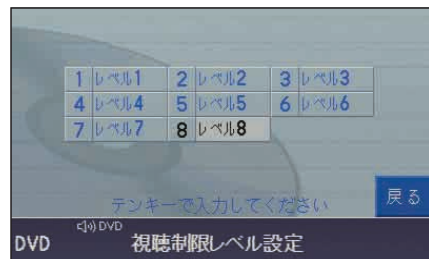 1 レベル1 2 レベル2 3 レベル3
4 レベル4 5 レベル5 6 レベル6
7 レベル7 8 レベル8
テンキーで入力してください
戻る
DVD
DVD 視聴制限レベル設定